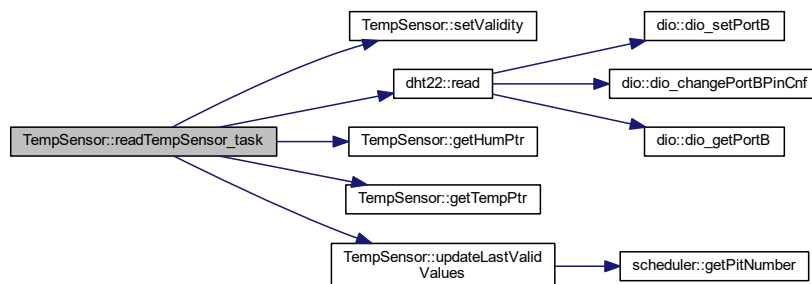 TempSensor::setValidity
dio::dio_setPortB
dht22::read
dio::dio_changePortBPinCnf
TempSensor::readTempSensor_task
TempSensor::getHumPtr
dio::dio_getPortB
TempSensor::getTempPtr
TempSensor::updateLastValid
Values
scheduler::getPitNumber